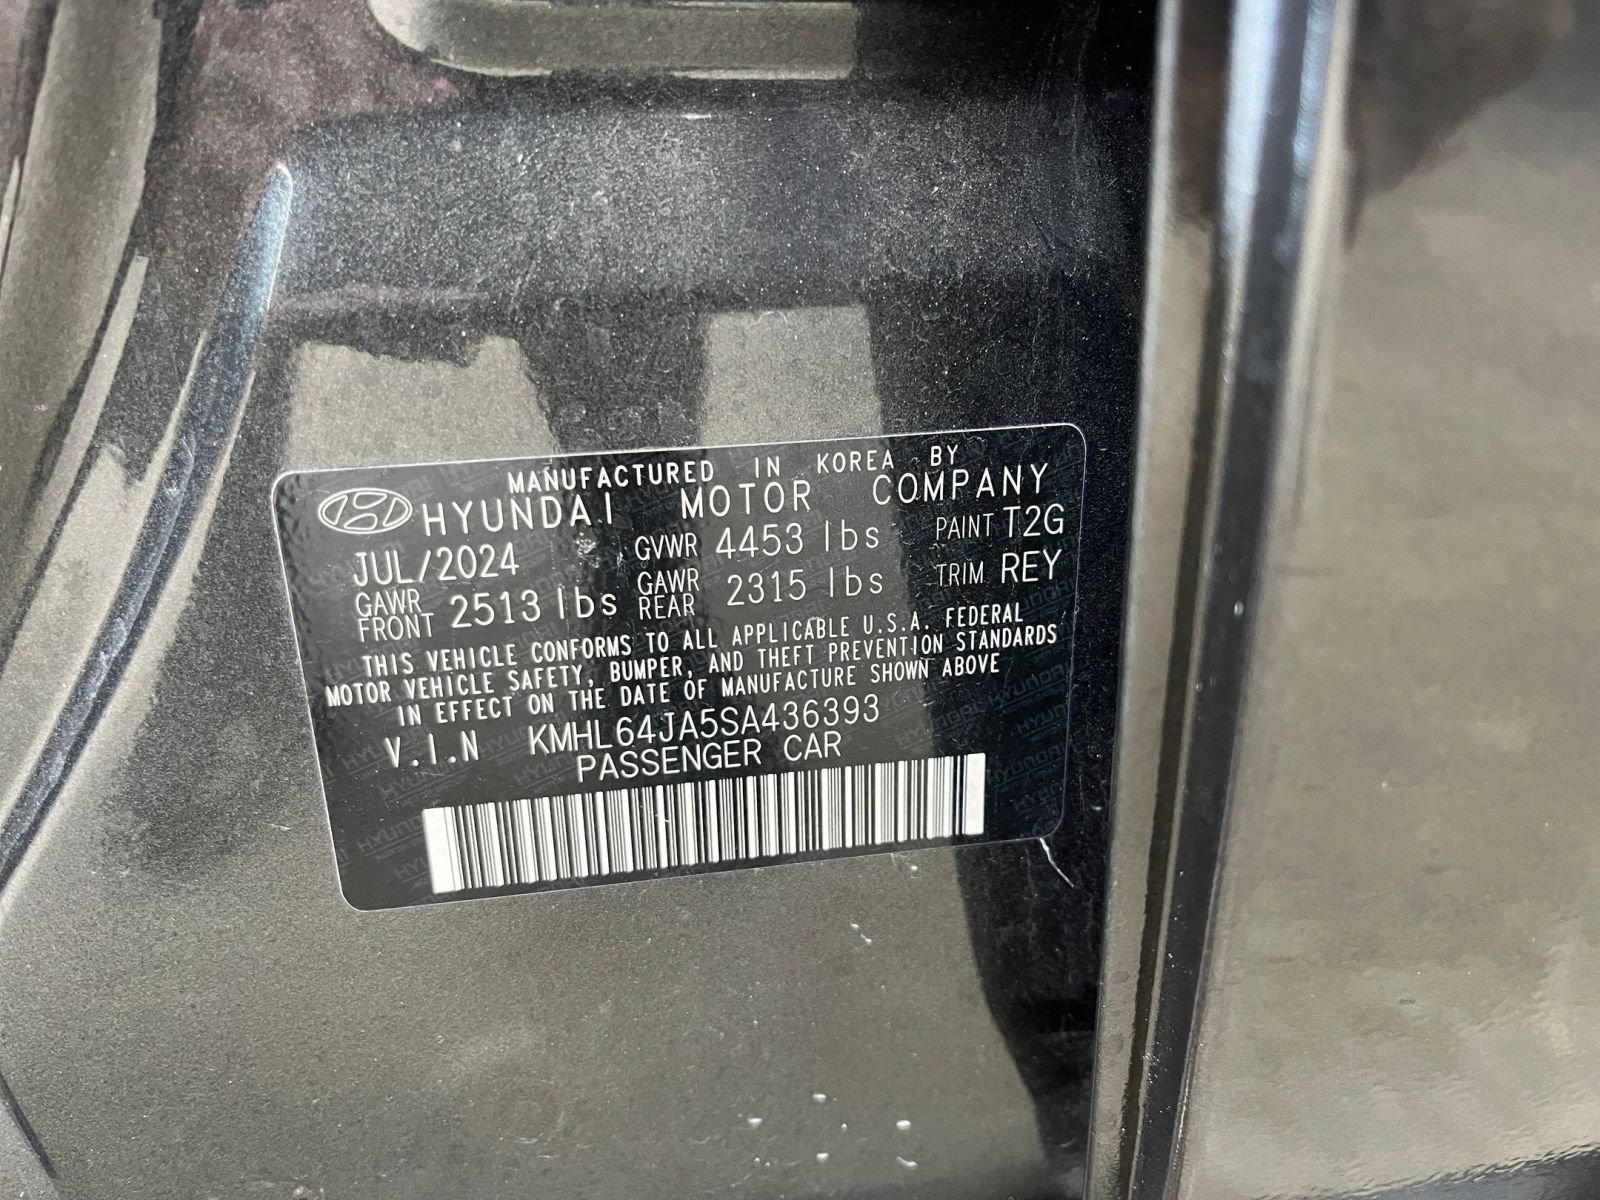 MANUFACTURED IN KOREA BY
HYUNDAI MOTOR COMPANY
JUL/2024 GVWR 4453 lbs PAINT T2G
GAWR FRONT 2513 lbs GAWR REAR 2315 lbs TRIM REY
THIS VEHICLE CONFORMS TO ALL APPLICABLE U.S.A. FEDERAL
MOTOR VEHICLE SAFETY, BUMPER, AND THEFT PREVENTION STANDARDS
IN EFFECT ON THE DATE OF MANUFACTURE SHOWN ABOVE
V.I.N KMHL64JA5SA436393
PASSENGER CAR